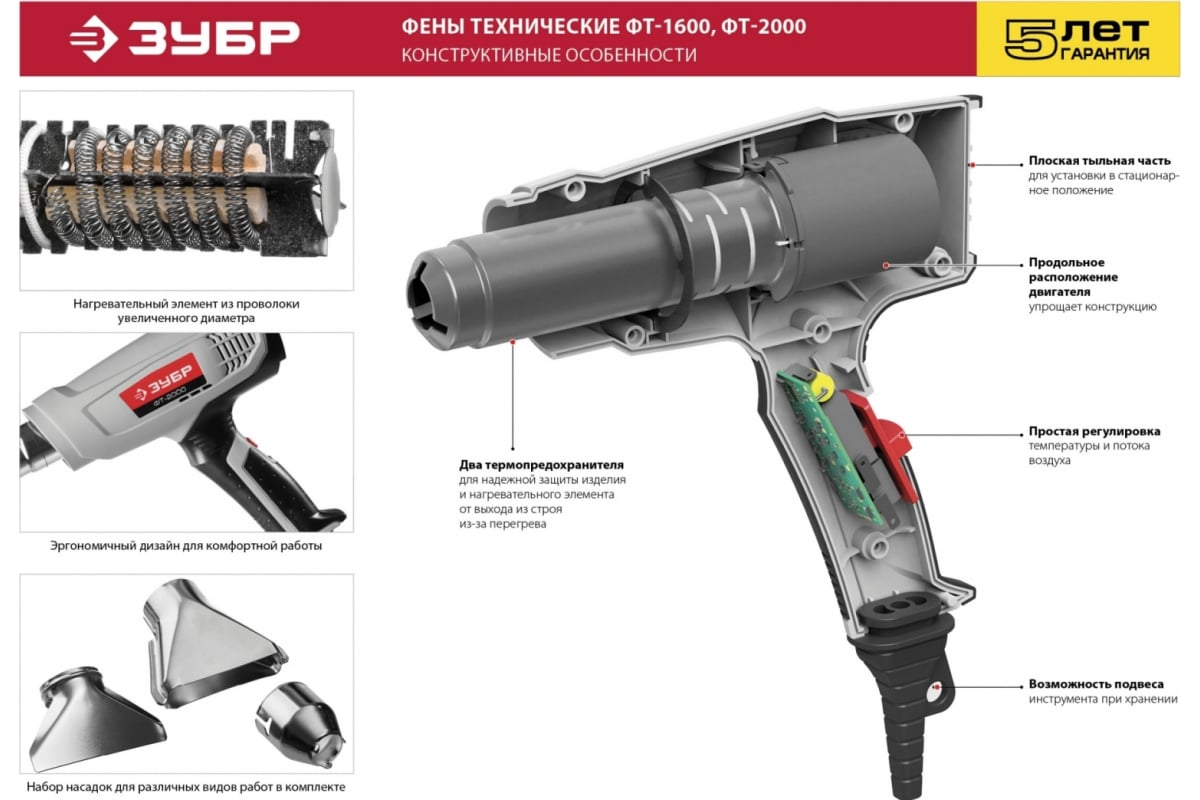 ЗУБР
ФЕНЫ ТЕХНИЧЕСКИЕ ФТ-1600, ФТ-2000
КОНСТРУКТИВНЫЕ ОСОБЕННОСТИ
5 ЛЕТ
ГАРАНТИЯ
Нагревательный элемент из проволоки
увеличенного диаметра
ЗУБР
ФТ-2000
Эргономичный дизайн для комфортной работы
Набор насадок для различных видов работ в комплекте
Два термопредохранителя
для надежной защиты изделия
и нагревательного элемента
от выхода из строя
из-за перегрева
Плоская тыльная часть
для установки в стационар-
ное положение
Продольное
расположение
двигателя
упрощает конструкцию
Простая регулировка
температуры и потока
воздуха
Возможность подвеса
инструмента при хранении